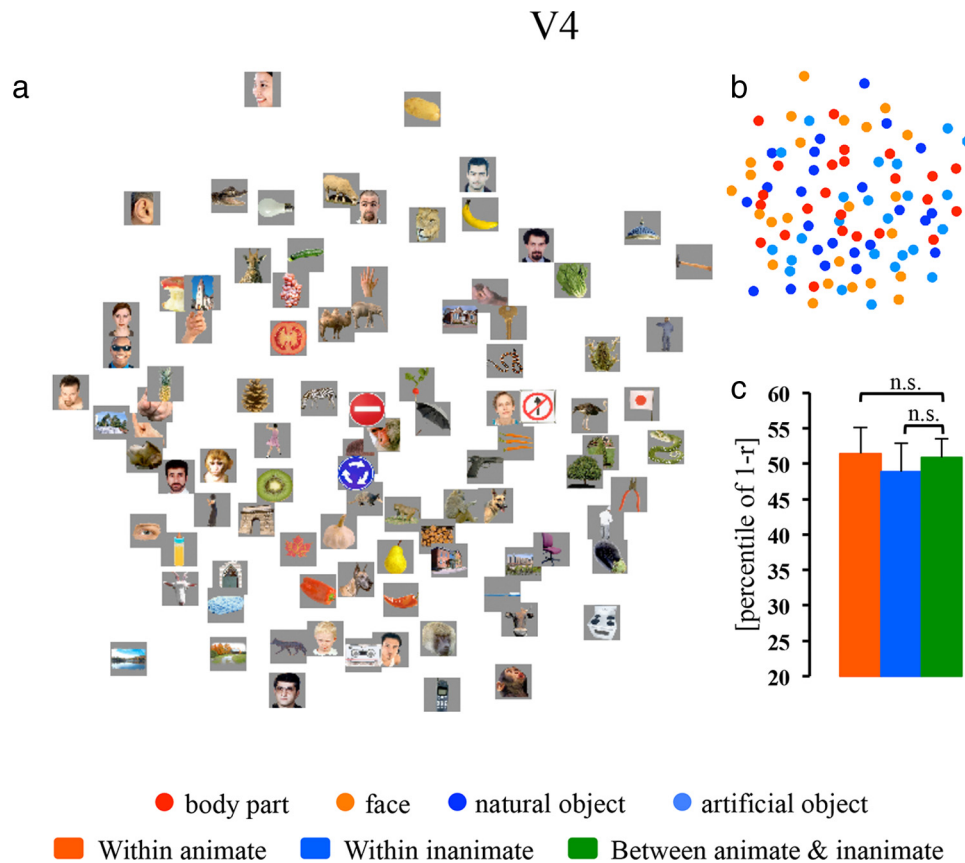 V4
a
b
c
n.s.
n.s.
60
55
50
45
40
35
30
25
20
[percentile of 1-r]
body part
face
natural object
artificial object
Within animate
Within inanimate
Between animate & inanimate